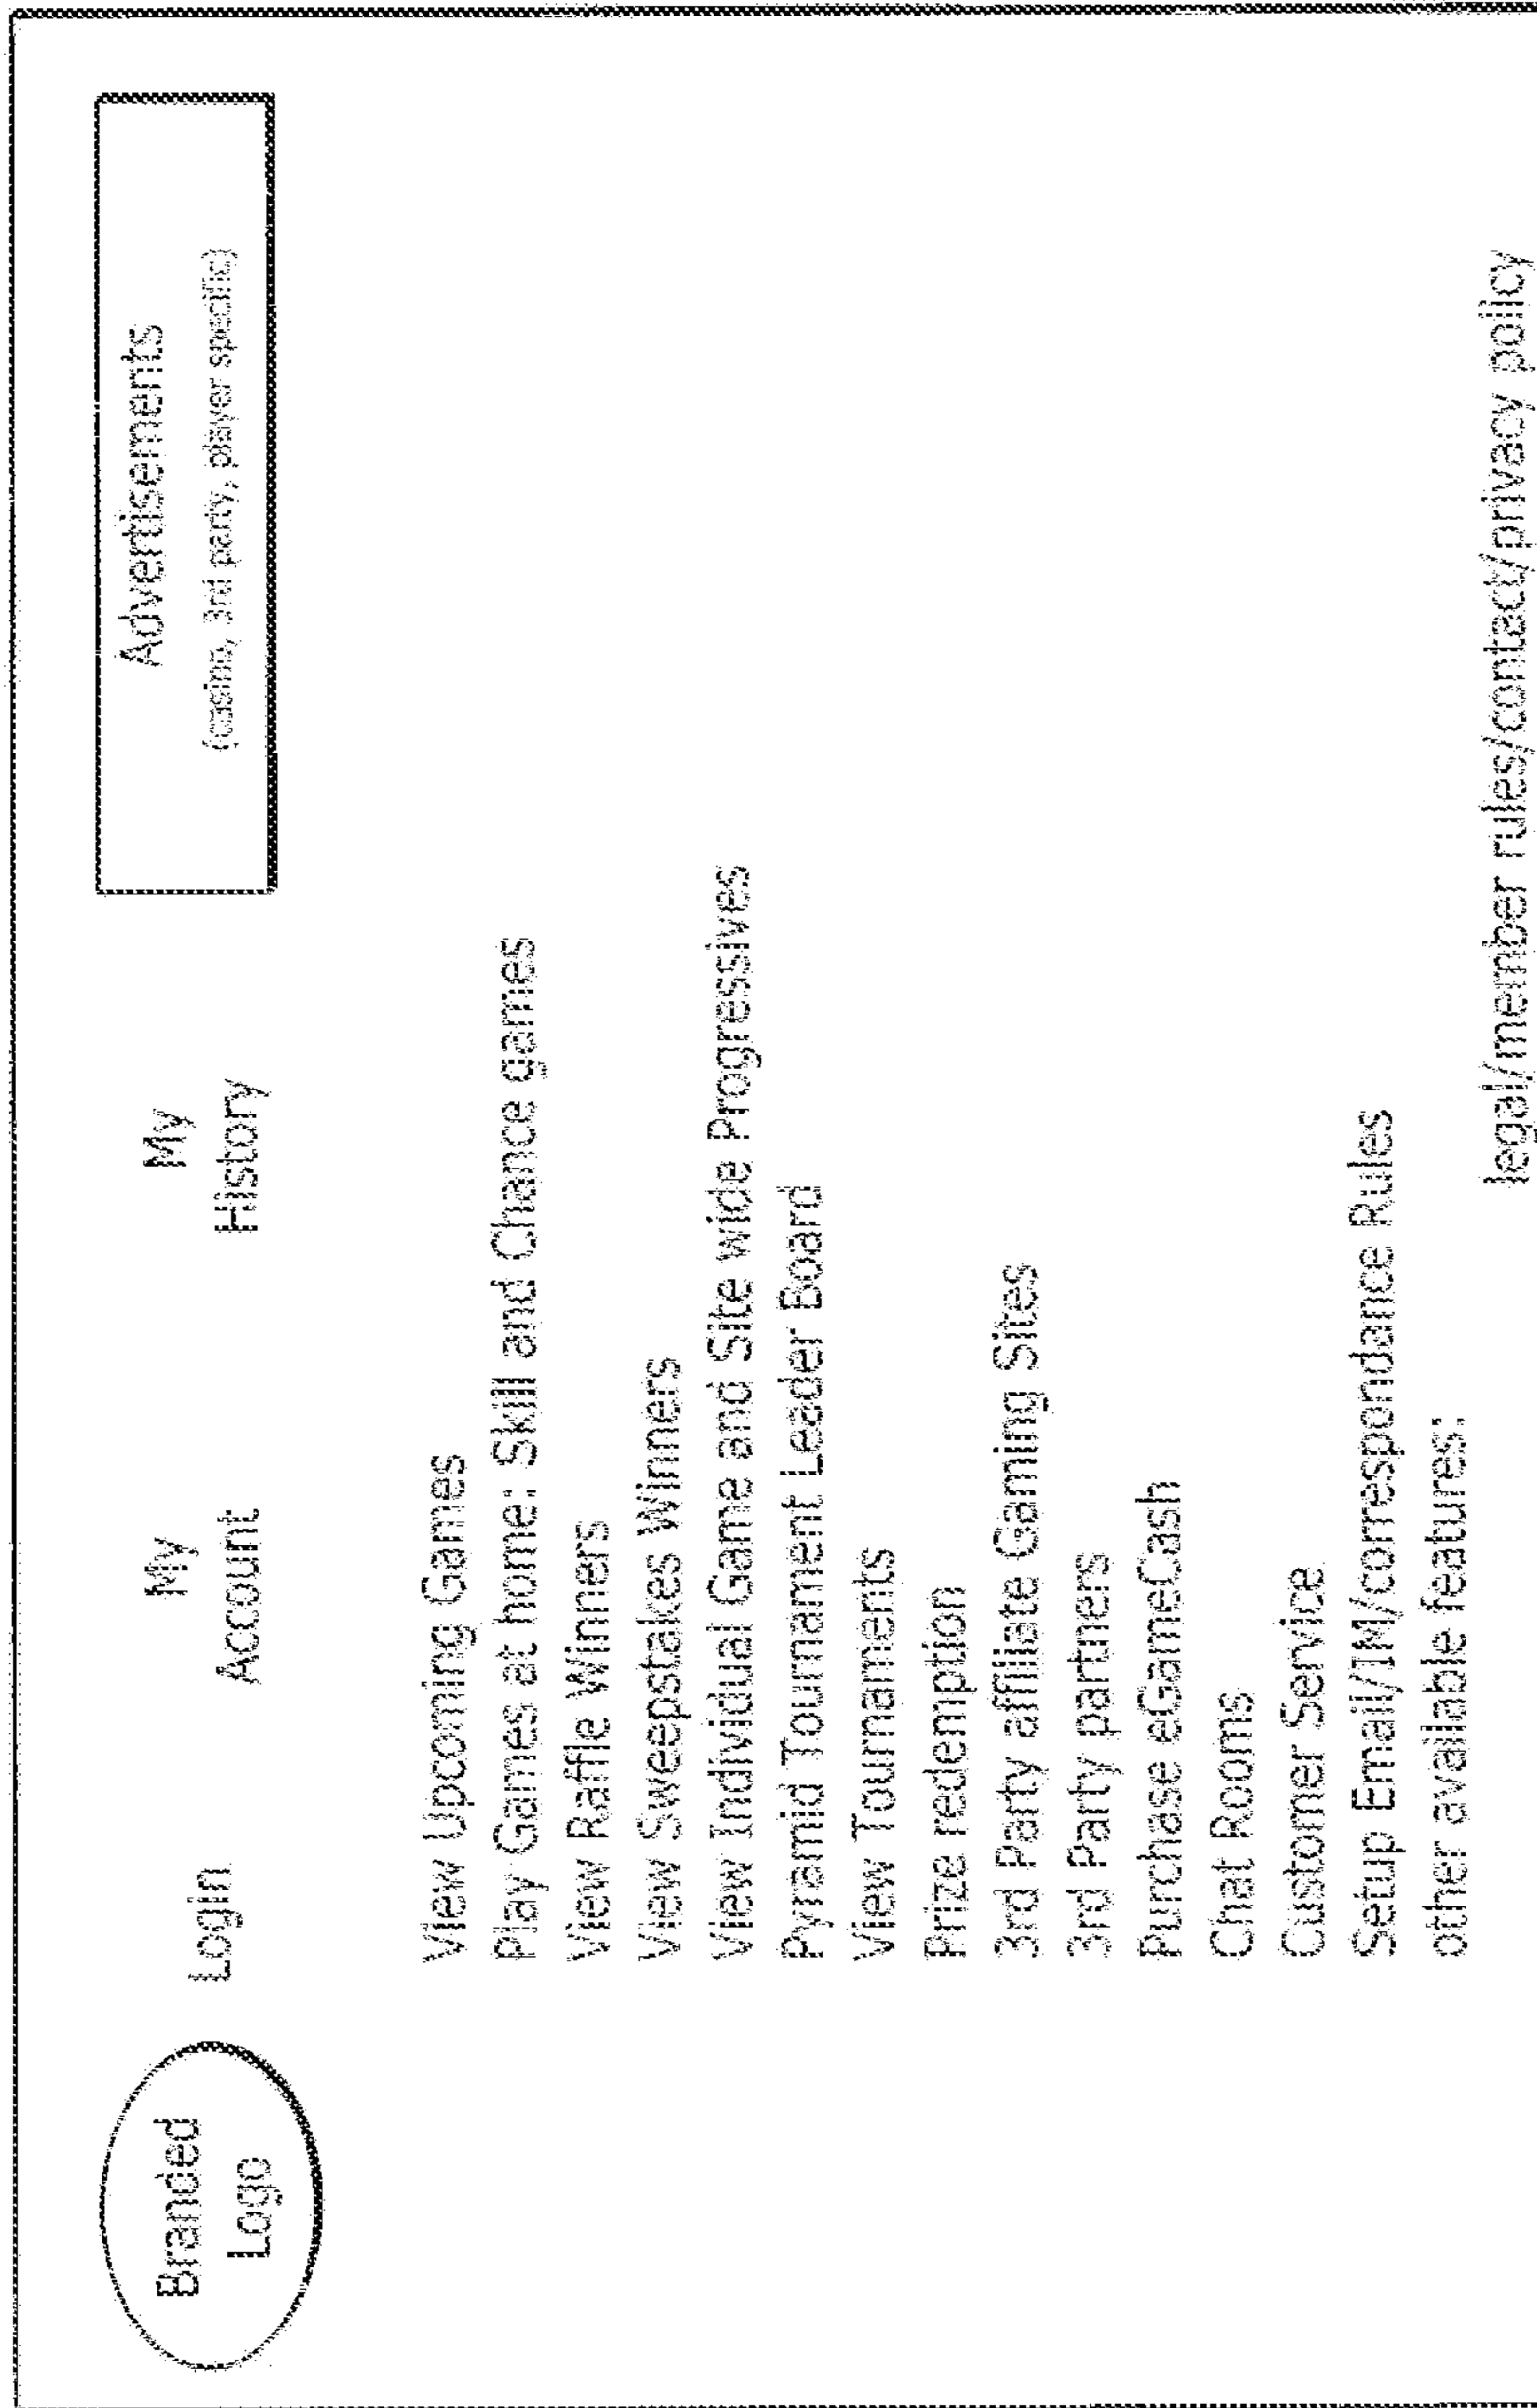 Branded
Logo
Login
My
Account
My
History
Advertisements
(casino, 3rd party, player specific)
View Upcoming Games
Play Games at home: Skill and Chance games
View Raffle Winners
View Sweepstakes Winners
View Individual Game and Site wide Progressives
Pyramid Tournament Leader Board
View Tournaments
Prize redemption
3rd Party affiliate Gaming Sites
3rd Party partners
Purchase eGameCash
Chat Rooms
Customer Service
Setup Email/IM/correspondance Rules
other available features:
legal/member rules/contact/privacy policy